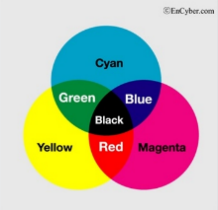 ©EnCyber.com
Cyan
Green Blue
Black
Yellow Red Magenta